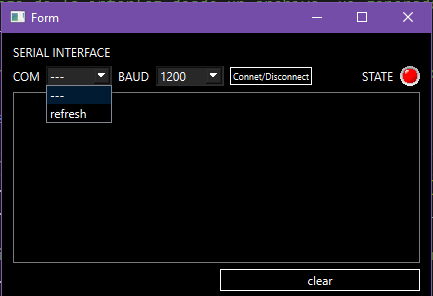 Form
SERIAL INTERFACE
COM --- BAUD 1200 Connet/Disconnect STATE
---
refresh
clear